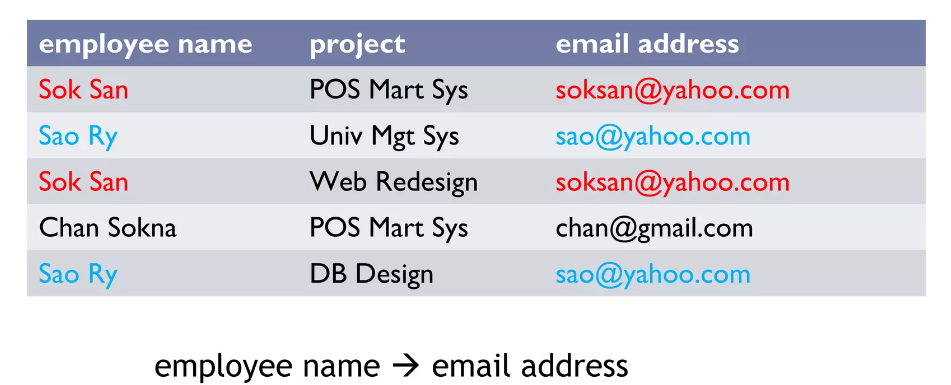 employee name project email address
Sok San POS Mart Sys soksan@yahoo.com
Sao Ry Univ Mgt Sys sao@yahoo.com
Sok San Web Redesign soksan@yahoo.com
Chan Sokna POS Mart Sys chan@gmail.com
Sao Ry DB Design sao@yahoo.com
employee name → email address